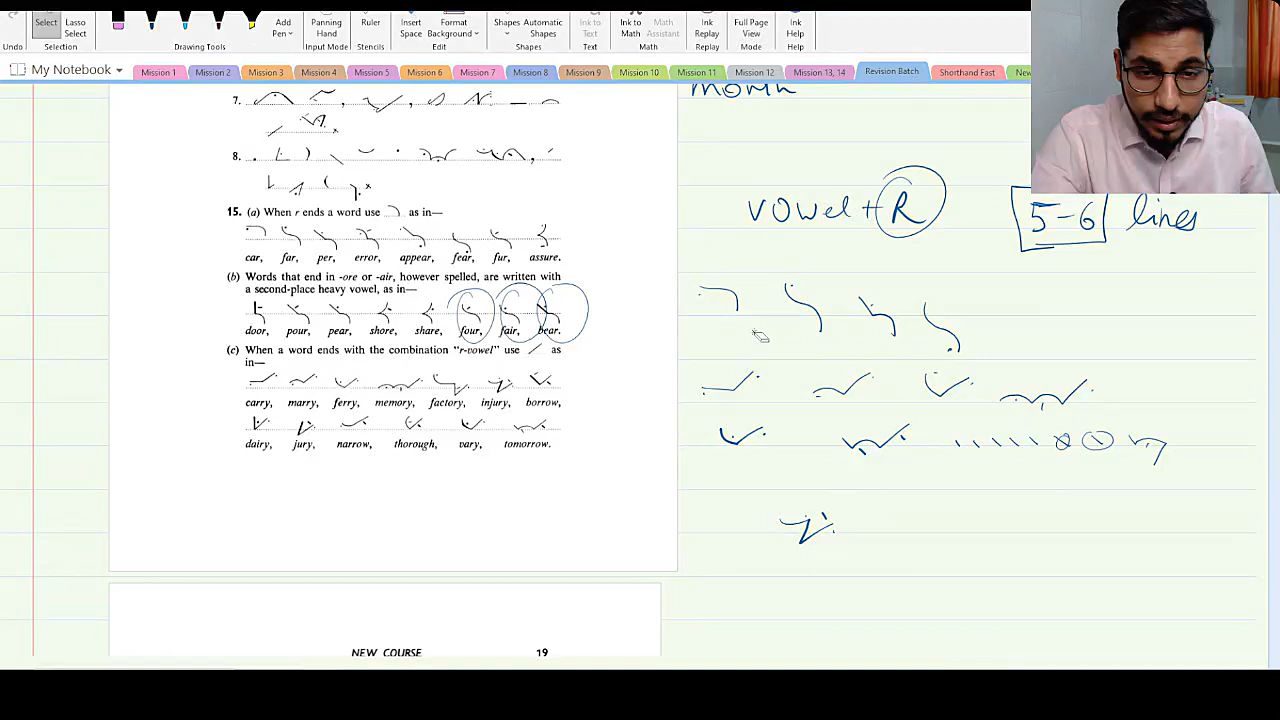 Select
Lasso Select
Add Pen
Panning Hand
Ruler
Insert Space
Format Background
Shapes
Automatic Shapes
Ink to Text
Ink to Math
Math Assistant
Ink Replay
Full Page View
Ink Help
Undo
Selection
Drawing Tools
Input Mode
Stencils
Edit
Shapes
Convert
Math
Replay
Mode
Help
My Notebook
Mission 1
Mission 2
Mission 3
Mission 4
Mission 5
Mission 6
Mission 7
Mission 8
Mission 9
Mission 10
Mission 11
Mission 12
Mission 13, 14
Revision Batch
Shorthand Fast
New
7.
8.
15. (a) When r ends a word use as in—
car, far, per, error, appear, fear, fur, assure.
(b) Words that end in -ore or -air, however spelled, are written with
a second-place heavy vowel, as in—
door, pour, pear, shore, share, four, fair, bear.
(c) When a word ends with the combination "r-vowel" use as
in—
carry, marry, ferry, memory, factory, injury, borrow,
dairy, jury, narrow, thorough, vary, tomorrow.
NEW COURSE 19
vowel + R
5-6 lines